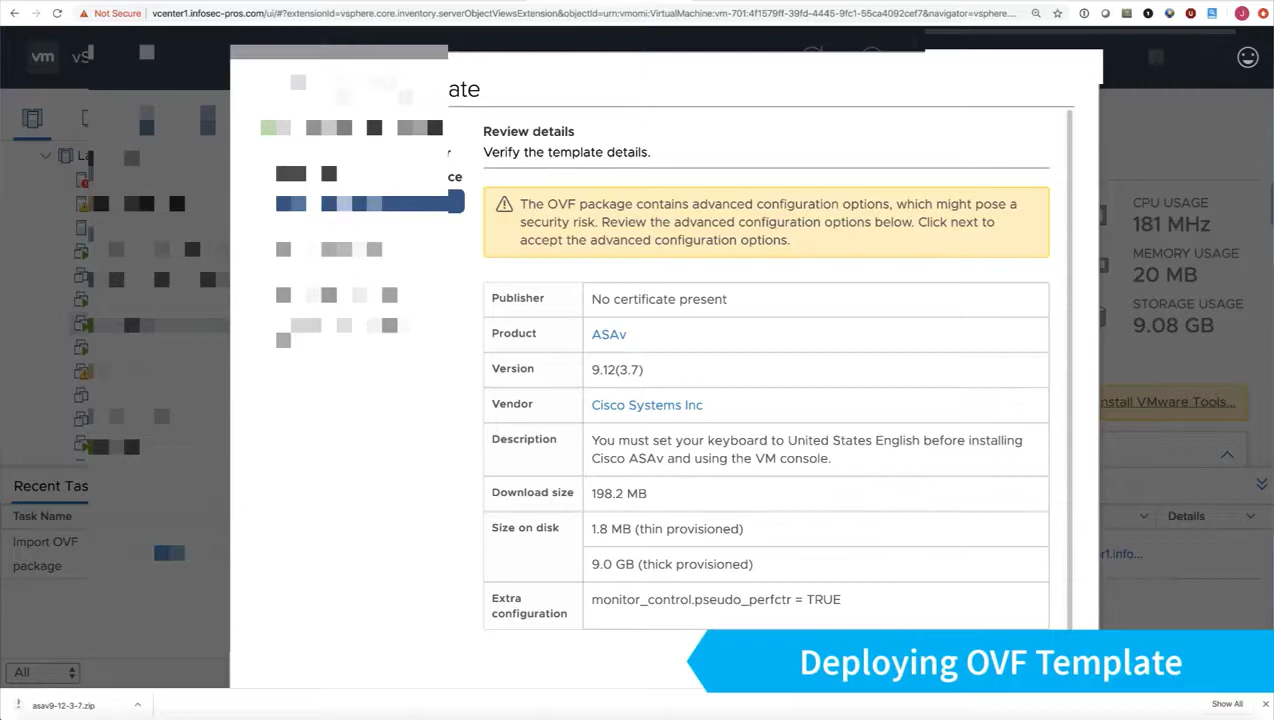 Not Secure vcenter1.infosec-pros.com/ui/#?extensionId=vsphere.core.inventory.serverObjectViewsExtension&objectId=urn:vmomi:VirtualMachine:vm-701:4f1579ff-39fd-4445-9fc1-55ca4092cef7&navigator=vsphere....
vm vS
ate
Review details
Verify the template details.
ce
The OVF package contains advanced configuration options, which might pose a
security risk. Review the advanced configuration options below. Click next to
accept the advanced configuration options.
CPU USAGE
181 MHz
MEMORY USAGE
20 MB
STORAGE USAGE
9.08 GB
Publisher No certificate present
Product ASAv
Version 9.12(3.7)
Vendor Cisco Systems Inc
nstall VMware Tools...
Description You must set your keyboard to United States English before installing
Cisco ASAv and using the VM console.
Download size 198.2 MB
Size on disk 1.8 MB (thin provisioned)
9.0 GB (thick provisioned)
Extra configuration monitor_control.pseudo_perfctr = TRUE
Recent Tas
Task Name
Details
Import OVF
package
r1.info...
All
Deploying OVF Template
asav9-12-3-7.zip
Show All